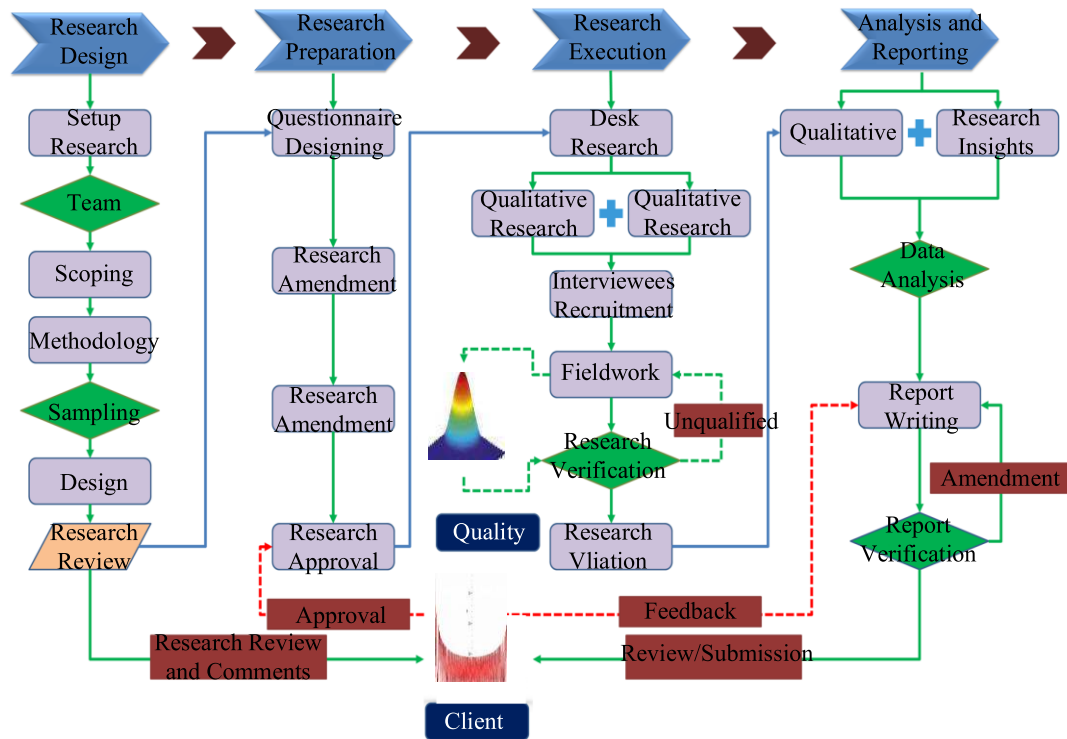 Research
Design
Research
Preparation
Research
Execution
Analysis and
Reporting
Setup
Research
Team
Scoping
Methodology
Sampling
Design
Research
Review
Questionnaire
Designing
Research
Amendment
Research
Amendment
Research
Approval
Desk
Research
Qualitative
Research
Qualitative
Research
Interviewees
Recruitment
Fieldwork
Unqualified
Research
Verification
Quality
Research
Vliation
Qualitative
Research
Insights
Data
Analysis
Report
Writing
Amendment
Report
Verification
Approval
Feedback
Research Review
and Comments
Review/Submission
Client